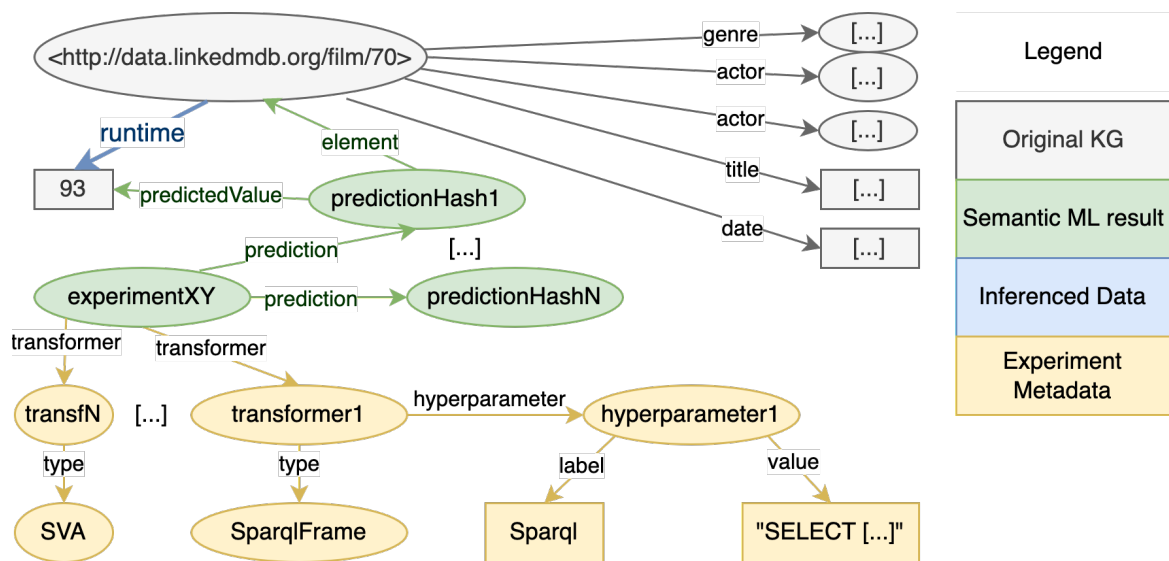 <http://data.linkedmdb.org/film/70>
genre
[...]
actor
[...]
actor
[...]
title
[...]
date
[...]
runtime
element
93
predictedValue
predictionHash1
prediction
[...]
experimentXY
prediction
predictionHashN
transformer
transformer
transfN
[...]
transformer1
hyperparameter
hyperparameter1
type
type
label
value
SVA
SparqlFrame
Sparql
"SELECT [...]"
Legend
Original KG
Semantic ML result
Inferenced Data
Experiment
Metadata